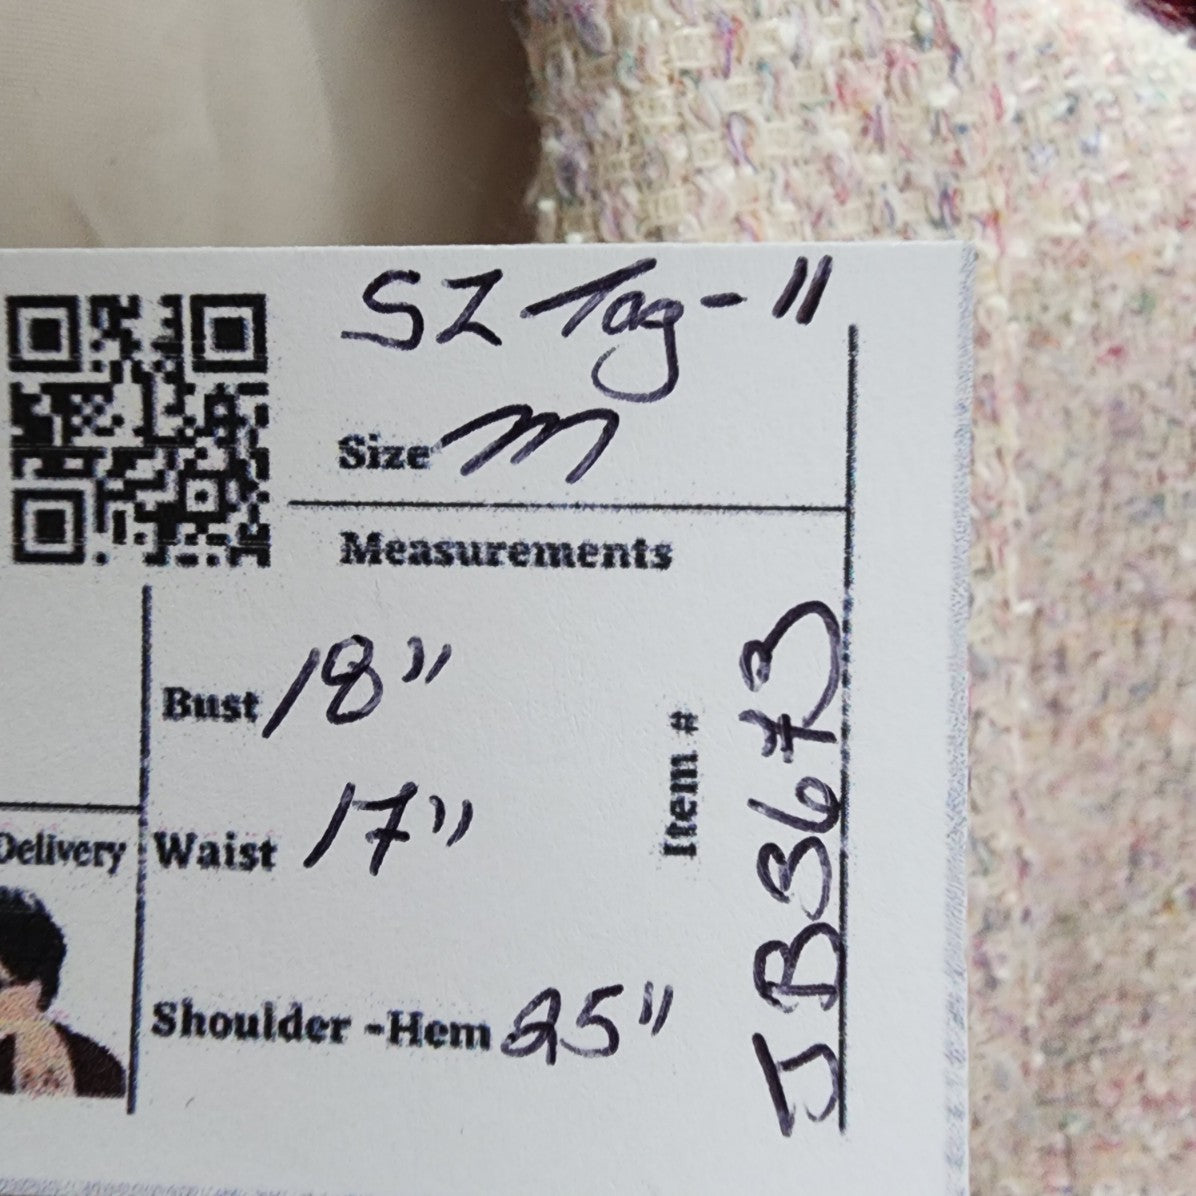 SZ Tag - 11
Size M
Measurements
Bust 18"
Waist 17"
Shoulder -Hem 25"
Delivery
Item #
JB3673